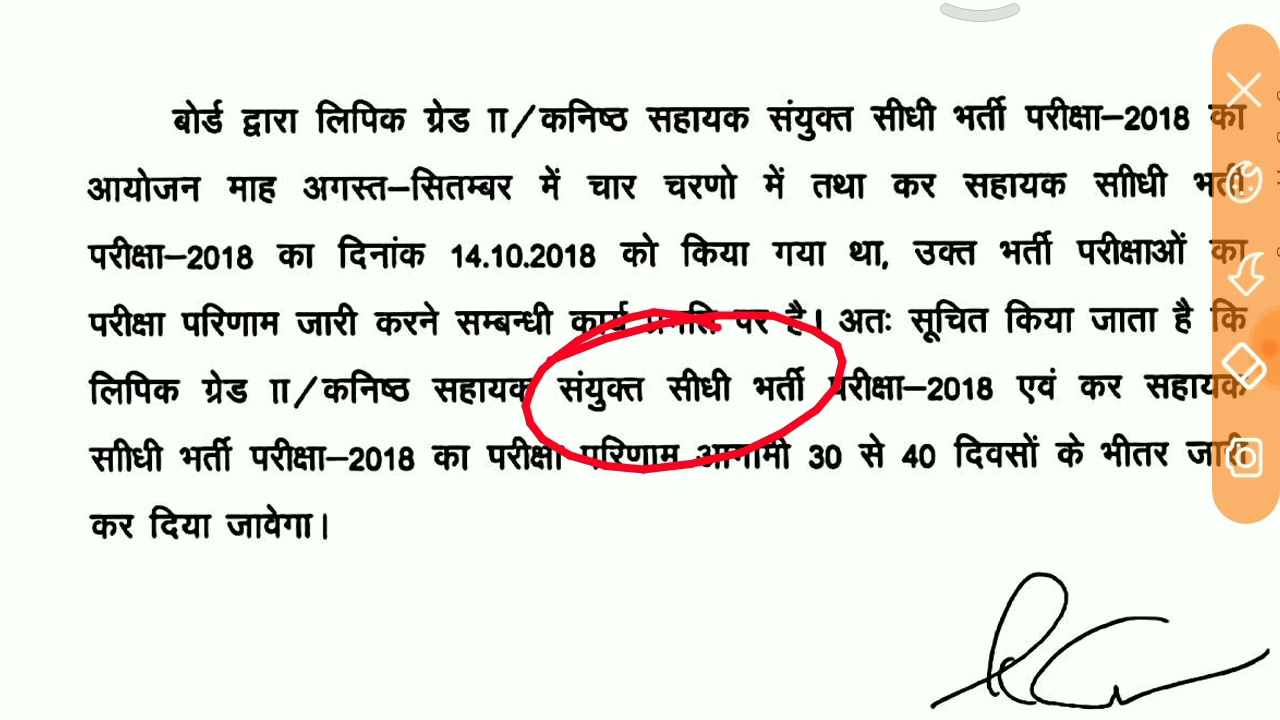 बोर्ड द्वारा लिपिक ग्रेड II/कनिष्ठ सहायक संयुक्त सीधी भर्ती परीक्षा–2018 का
आयोजन माह अगस्त–सितम्बर में चार चरणो में तथा कर सहायक साीधी भर्ती
परीक्षा–2018 का दिनांक 14.10.2018 को किया गया था, उक्त भर्ती परीक्षाओं का
परीक्षा परिणाम जारी करने सम्बन्धी कार्य प्रगति पर है। अतः सूचित किया जाता है कि
लिपिक ग्रेड II/कनिष्ठ सहायक संयुक्त सीधी भर्ती परीक्षा–2018 एवं कर सहायक
साीधी भर्ती परीक्षा–2018 का परीक्षा परिणाम आगामी 30 से 40 दिवसों के भीतर जारी
कर दिया जावेगा।